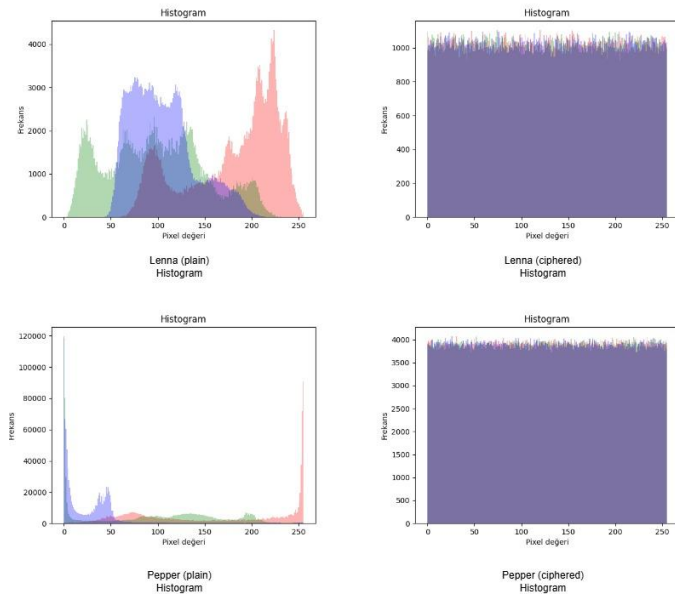 Histogram
4000
3000
2000
1000
0
Frekans
0 50 100 150 200 250
Pixel değeri
Lenna (plain)
Histogram
Histogram
1000
800
600
400
200
0
Frekans
0 50 100 150 200 250
Pixel değeri
Lenna (ciphered)
Histogram
Histogram
120000
100000
80000
60000
40000
20000
0
Frekans
0 50 100 150 200 250
Pixel değeri
Pepper (plain)
Histogram
Histogram
4000
3500
3000
2500
2000
1500
1000
500
0
Frekans
0 50 100 150 200 250
Pixel değeri
Pepper (ciphered)
Histogram